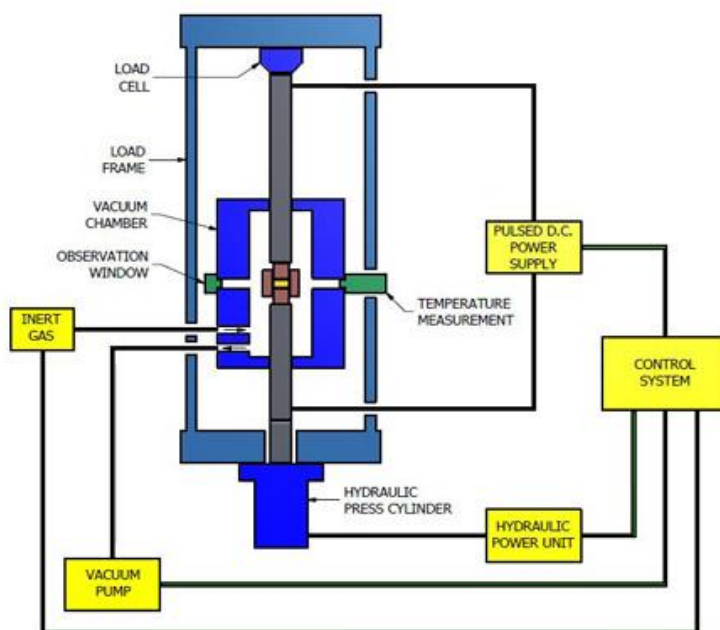 LOAD
CELL
LOAD
FRAME
VACUUM
CHAMBER
OBSERVATION
WINDOW
INERT
GAS
PULSED D.C.
POWER
SUPPLY
TEMPERATURE
MEASUREMENT
CONTROL
SYSTEM
HYDRAULIC
PRESS CYLINDER
HYDRAULIC
POWER UNIT
VACUUM
PUMP